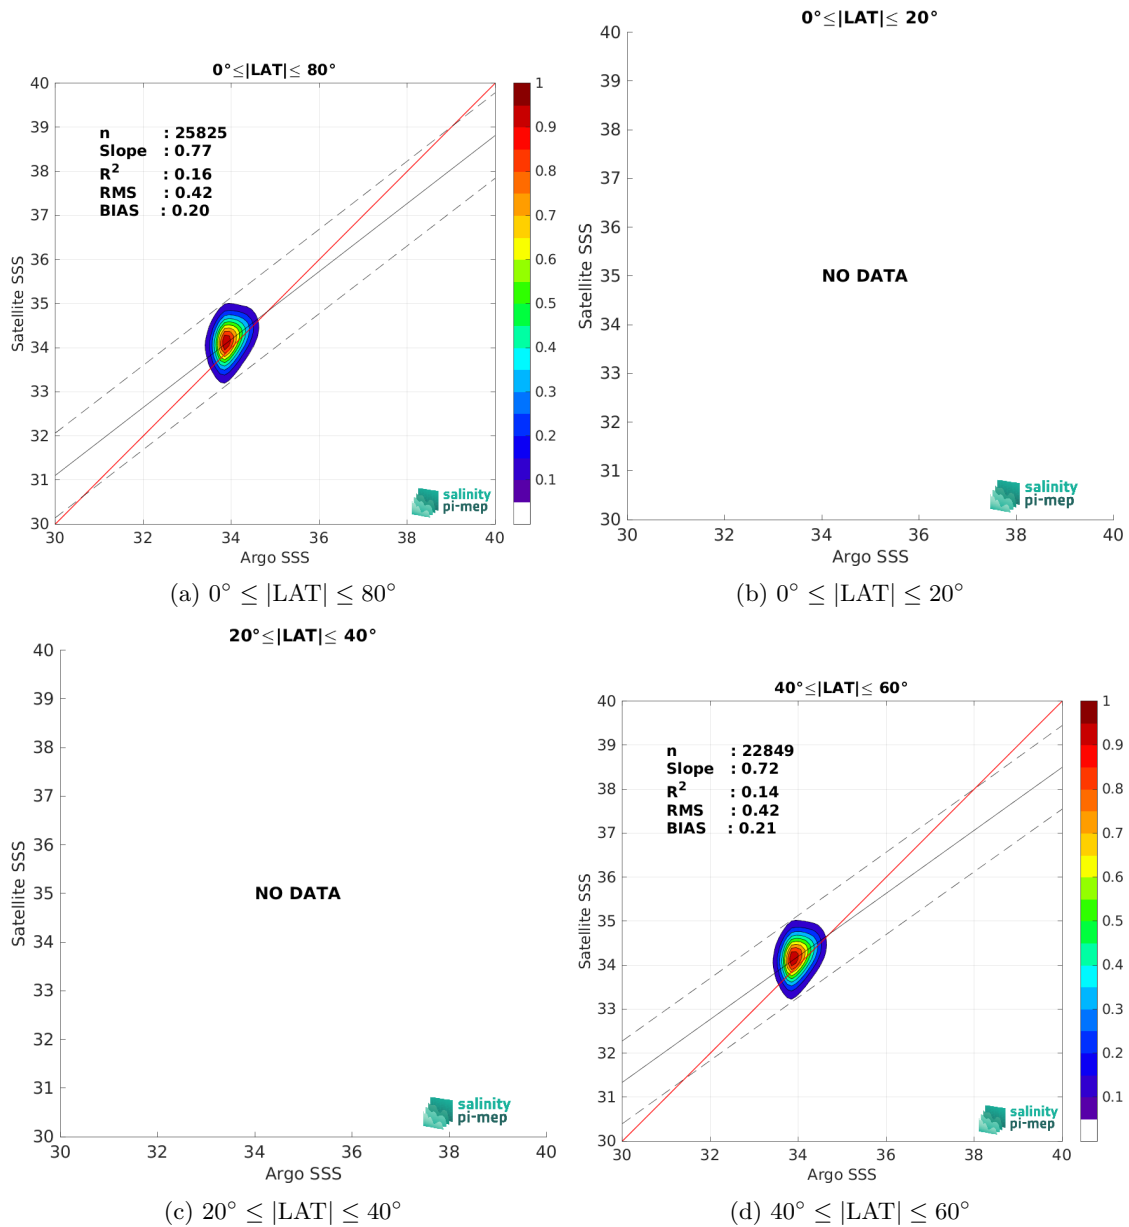 0°≤|LAT|≤ 80°
40
39
38
37
36
35
34
33
32
31
30
Satellite SSS
n : 25825
Slope : 0.77
R² : 0.16
RMS : 0.42
BIAS : 0.20
salinity
pi-mep
30 32 34 36 38 40
Argo SSS
1
0.9
0.8
0.7
0.6
0.5
0.4
0.3
0.2
0.1
(a) 0° ≤ |LAT| ≤ 80°
0°≤|LAT|≤ 20°
40
39
38
37
36
35
34
33
32
31
30
Satellite SSS
NO DATA
salinity
pi-mep
30 32 34 36 38 40
Argo SSS
(b) 0° ≤ |LAT| ≤ 20°
20°≤|LAT|≤ 40°
40
39
38
37
36
35
34
33
32
31
30
Satellite SSS
NO DATA
salinity
pi-mep
30 32 34 36 38 40
Argo SSS
(c) 20° ≤ |LAT| ≤ 40°
40°≤|LAT|≤ 60°
40
39
38
37
36
35
34
33
32
31
30
Satellite SSS
n : 22849
Slope : 0.72
R² : 0.14
RMS : 0.42
BIAS : 0.21
salinity
pi-mep
30 32 34 36 38 40
Argo SSS
1
0.9
0.8
0.7
0.6
0.5
0.4
0.3
0.2
0.1
(d) 40° ≤ |LAT| ≤ 60°